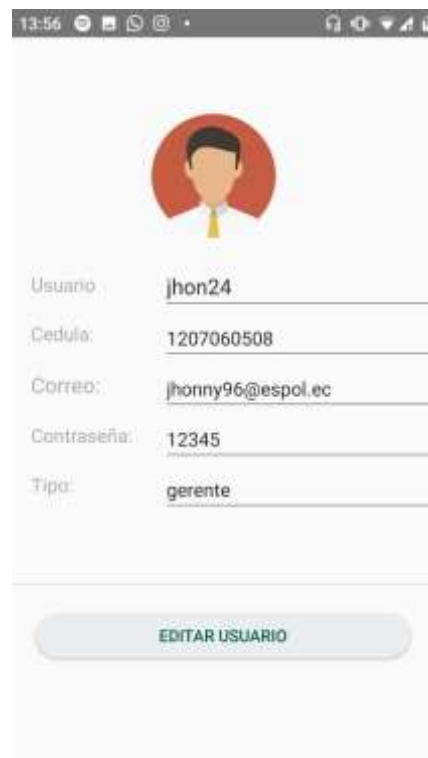 13:56
Usuario jhon24
Cedula: 1207060508
Correo: jhonny96@espol.ec
Contraseña: 12345
Tipo: gerente
EDITAR USUARIO